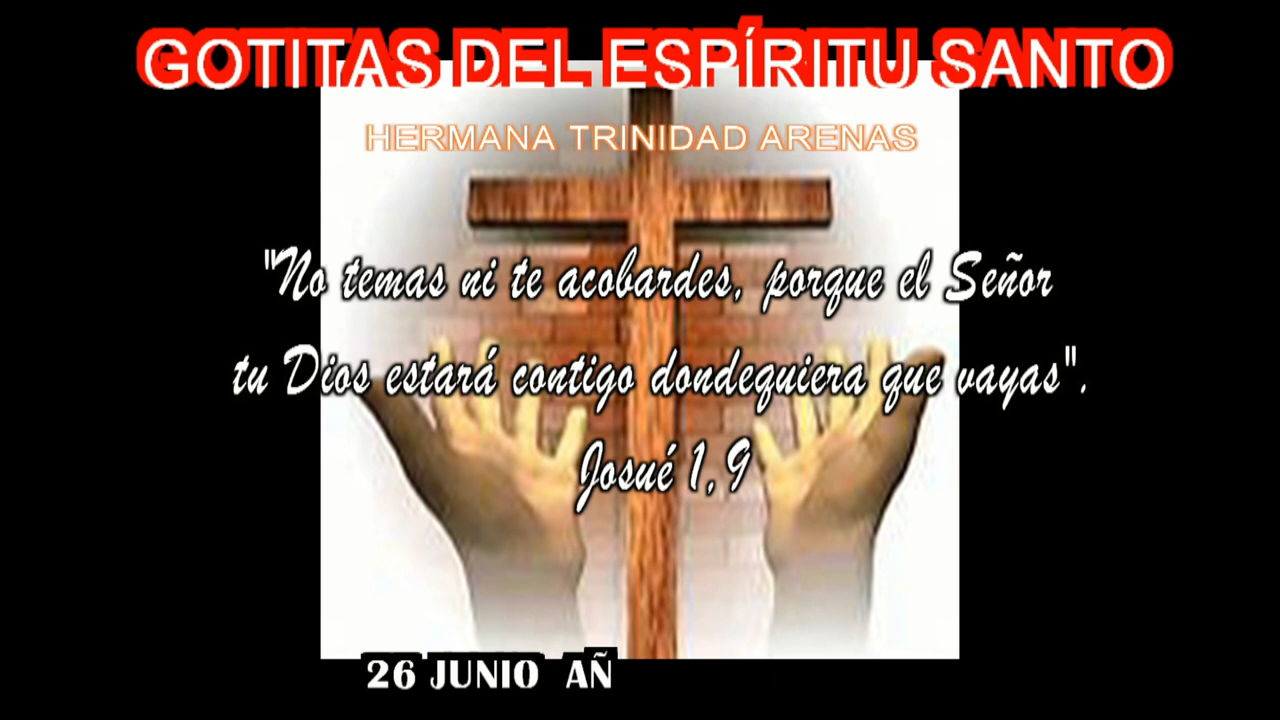 GOTITAS DEL ESPÍRITU SANTO
HERMANA TRINIDAD ARENAS
"No temas ni te acobardes, porque el Señor
tu Dios estará contigo dondequiera que vayas".
Josué 1,9
26 JUNIO AÑ